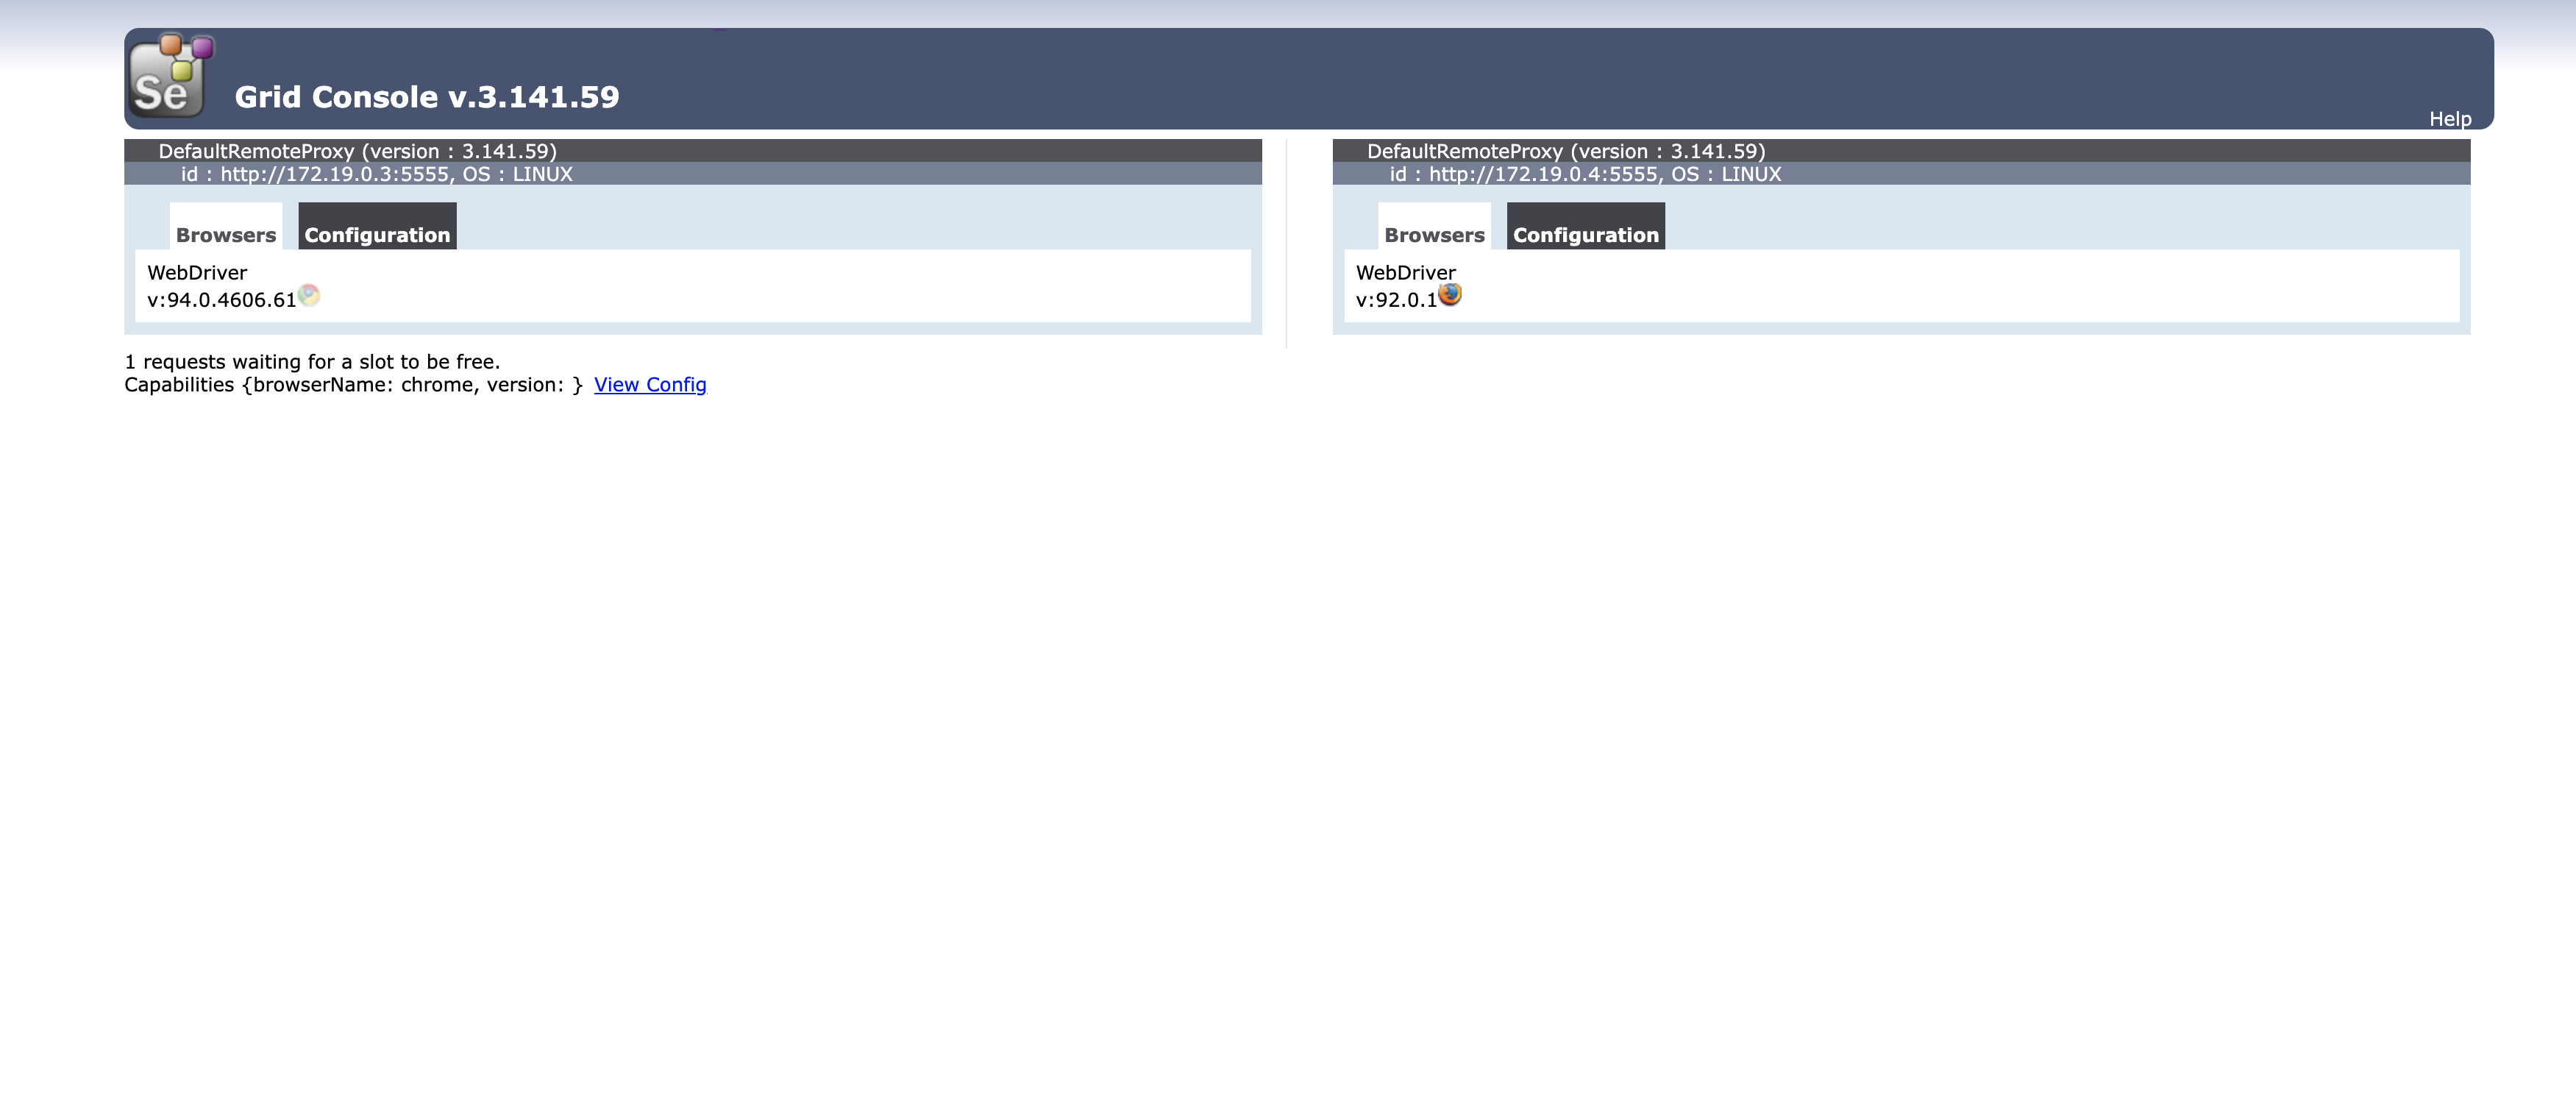 Se
Grid Console v.3.141.59
Help
DefaultRemoteProxy (version : 3.141.59)
id : http://172.19.0.3:5555, OS : LINUX
Browsers Configuration
WebDriver
v:94.0.4606.61
DefaultRemoteProxy (version : 3.141.59)
id : http://172.19.0.4:5555, OS : LINUX
Browsers Configuration
WebDriver
v:92.0.1
1 requests waiting for a slot to be free.
Capabilities {browserName: chrome, version: } View Config